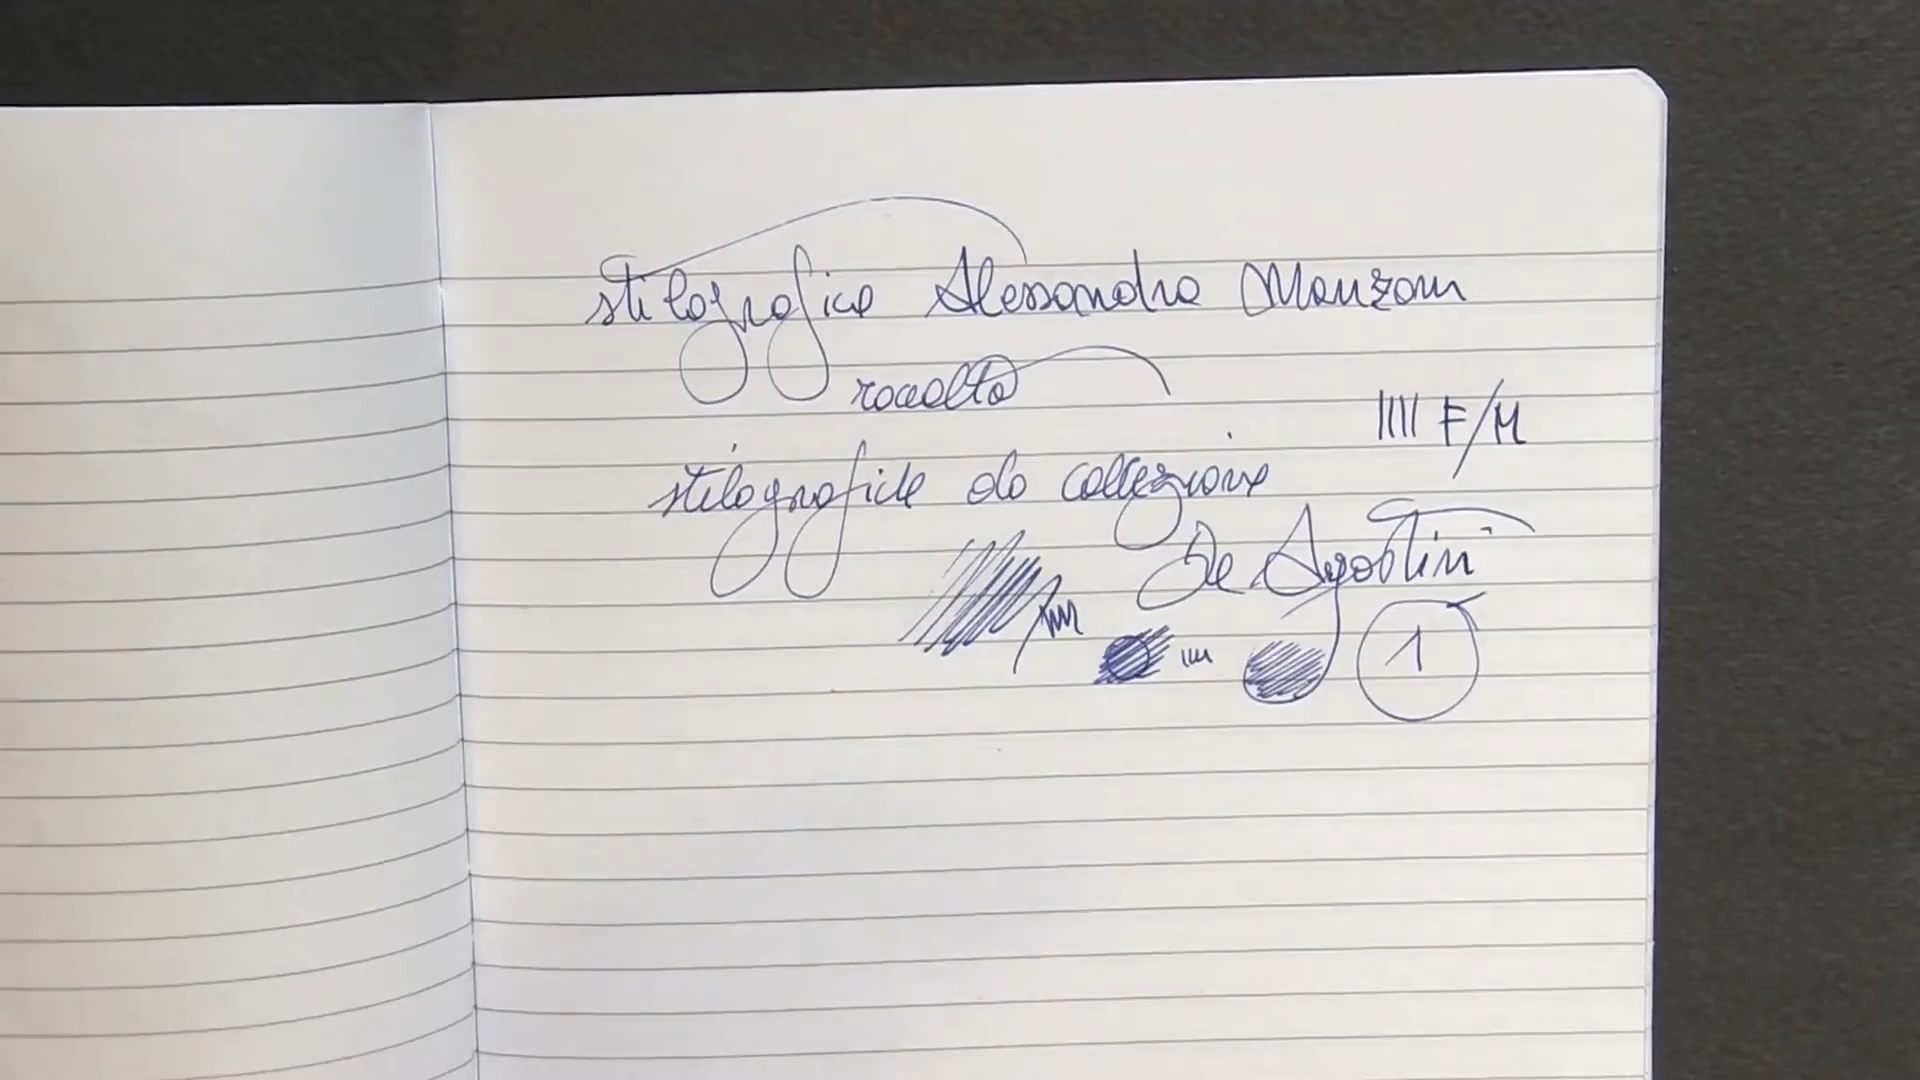 stilografica Alessandro Manzoni
raccolta
IIII F/M
stilografiche da collezione
De Agostini
1